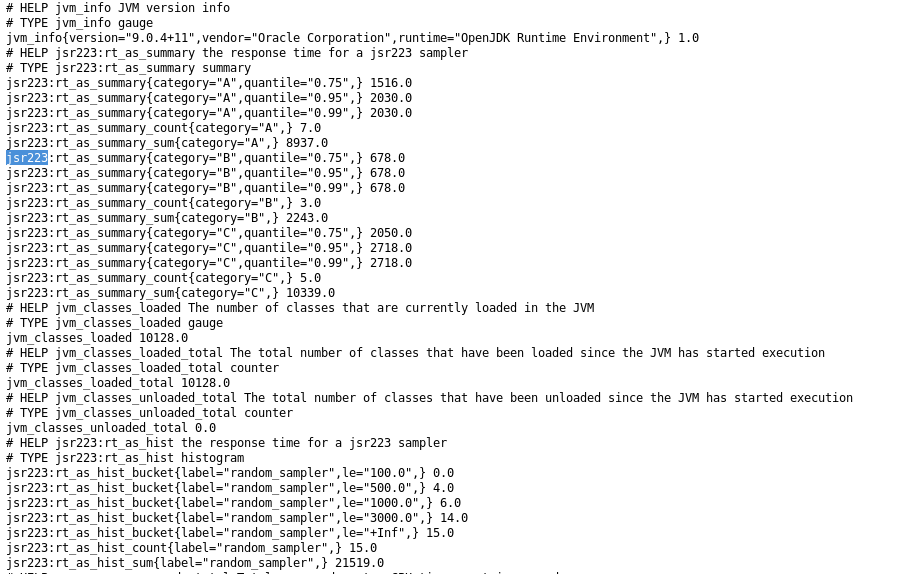 # HELP jvm_info JVM version info
# TYPE jvm_info gauge
jvm_info{version="9.0.4+11",vendor="Oracle Corporation",runtime="OpenJDK Runtime Environment",} 1.0
# HELP jsr223:rt_as_summary the response time for a jsr223 sampler
# TYPE jsr223:rt_as_summary summary
jsr223:rt_as_summary{category="A",quantile="0.75",} 1516.0
jsr223:rt_as_summary{category="A",quantile="0.95",} 2030.0
jsr223:rt_as_summary{category="A",quantile="0.99",} 2030.0
jsr223:rt_as_summary_count{category="A",} 7.0
jsr223:rt_as_summary_sum{category="A",} 8937.0
jsr223:rt_as_summary{category="B",quantile="0.75",} 678.0
jsr223:rt_as_summary{category="B",quantile="0.95",} 678.0
jsr223:rt_as_summary{category="B",quantile="0.99",} 678.0
jsr223:rt_as_summary_count{category="B",} 3.0
jsr223:rt_as_summary_sum{category="B",} 2243.0
jsr223:rt_as_summary{category="C",quantile="0.75",} 2050.0
jsr223:rt_as_summary{category="C",quantile="0.95",} 2718.0
jsr223:rt_as_summary{category="C",quantile="0.99",} 2718.0
jsr223:rt_as_summary_count{category="C",} 5.0
jsr223:rt_as_summary_sum{category="C",} 10339.0
# HELP jvm_classes_loaded The number of classes that are currently loaded in the JVM
# TYPE jvm_classes_loaded gauge
jvm_classes_loaded 10128.0
# HELP jvm_classes_loaded_total The total number of classes that have been loaded since the JVM has started execution
# TYPE jvm_classes_loaded_total counter
jvm_classes_loaded_total 10128.0
# HELP jvm_classes_unloaded_total The total number of classes that have been unloaded since the JVM has started execution
# TYPE jvm_classes_unloaded_total counter
jvm_classes_unloaded_total 0.0
# HELP jsr223:rt_as_hist the response time for a jsr223 sampler
# TYPE jsr223:rt_as_hist histogram
jsr223:rt_as_hist_bucket{label="random_sampler",le="100.0",} 0.0
jsr223:rt_as_hist_bucket{label="random_sampler",le="500.0",} 4.0
jsr223:rt_as_hist_bucket{label="random_sampler",le="1000.0",} 6.0
jsr223:rt_as_hist_bucket{label="random_sampler",le="3000.0",} 14.0
jsr223:rt_as_hist_bucket{label="random_sampler",le="+Inf",} 15.0
jsr223:rt_as_hist_count{label="random_sampler",} 15.0
jsr223:rt_as_hist_sum{label="random_sampler",} 21519.0